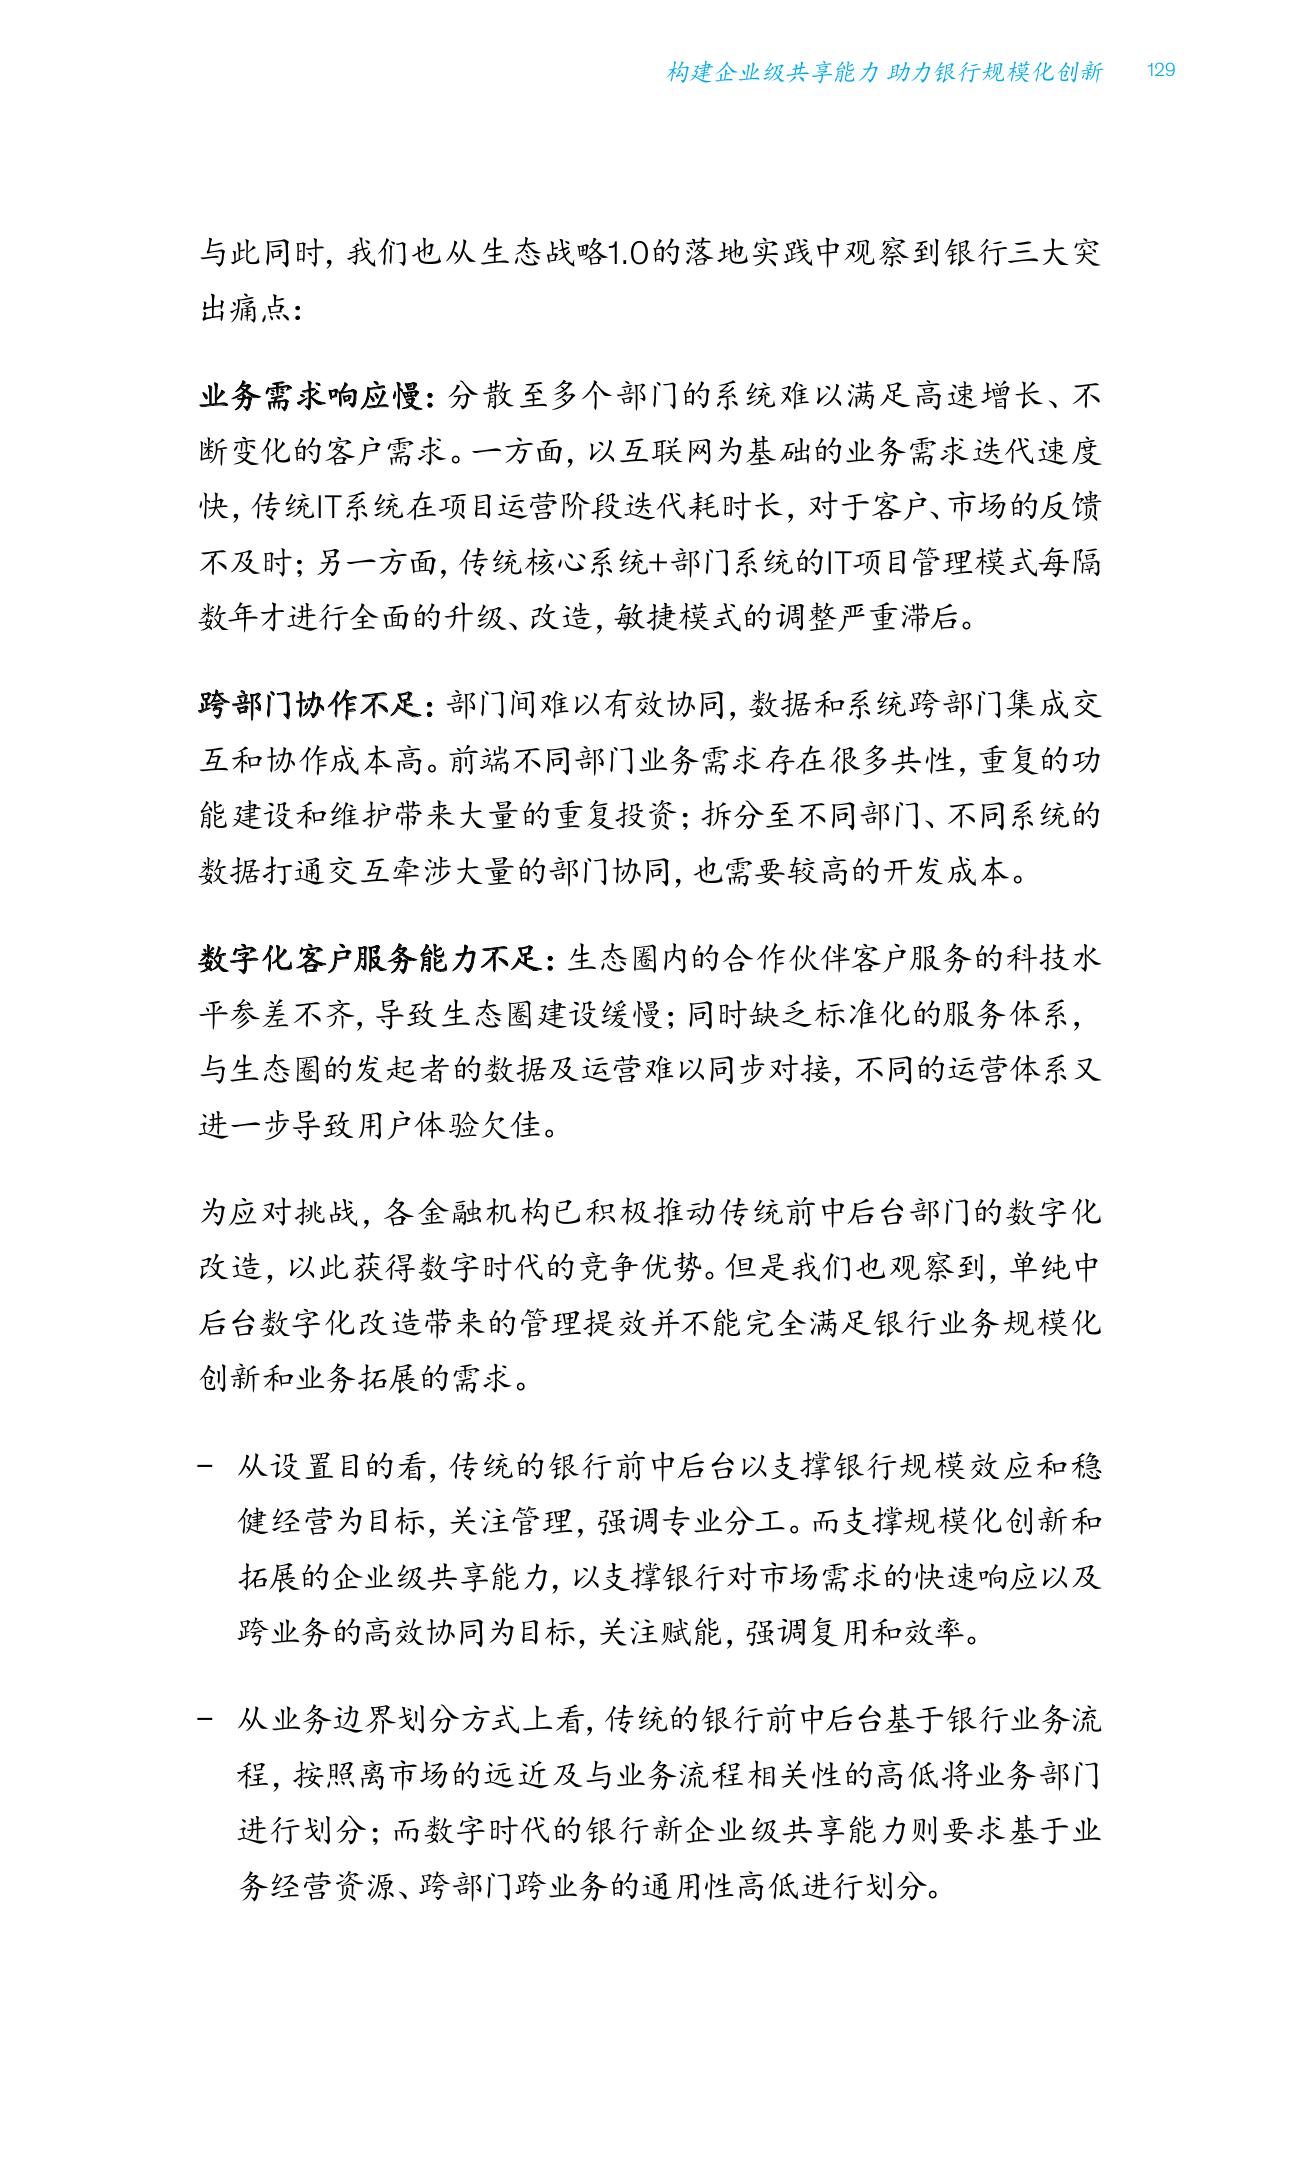 构建企业级共享能力 助力银行规模化创新 129
与此同时，我们也从生态战略1.0的落地实践中观察到银行三大突
出痛点：
业务需求响应慢：分散至多个部门的系统难以满足高速增长、不
断变化的客户需求。一方面，以互联网为基础的业务需求迭代速度
快，传统IT系统在项目运营阶段迭代耗时长，对于客户、市场的反馈
不及时；另一方面，传统核心系统+部门系统的IT项目管理模式每隔
数年才进行全面的升级、改造，敏捷模式的调整严重滞后。
跨部门协作不足：部门间难以有效协同，数据和系统跨部门集成交
互和协作成本高。前端不同部门业务需求存在很多共性，重复的功
能建设和维护带来大量的重复投资；拆分至不同部门、不同系统的
数据打通交互牵涉大量的部门协同，也需要较高的开发成本。
数字化客户服务能力不足：生态圈内的合作伙伴客户服务的科技水
平参差不齐，导致生态圈建设缓慢；同时缺乏标准化的服务体系，
与生态圈的发起者的数据及运营难以同步对接，不同的运营体系又
进一步导致用户体验欠佳。
为应对挑战，各金融机构已积极推动传统前中后台部门的数字化
改造，以此获得数字时代的竞争优势。但是我们也观察到，单纯中
后台数字化改造带来的管理提效并不能完全满足银行业务规模化
创新和业务拓展的需求。
– 从设置目的看，传统的银行前中后台以支撑银行规模效应和稳
健经营为目标，关注管理，强调专业分工。而支撑规模化创新和
拓展的企业级共享能力，以支撑银行对市场需求的快速响应以及
跨业务的高效协同为目标，关注赋能，强调复用和效率。
– 从业务边界划分方式上看，传统的银行前中后台基于银行业务流
程，按照离市场的远近及与业务流程相关性的高低将业务部门
进行划分；而数字时代的银行新企业级共享能力则要求基于业
务经营资源、跨部门跨业务的通用性高低进行划分。